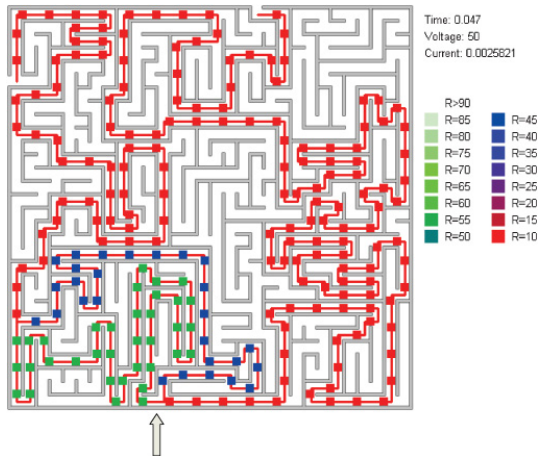 Time: 0.047
Voltage: 50
Current: 0.0025821
R>90
R=85 R=45
R=80 R=40
R=75 R=35
R=70 R=30
R=65 R=25
R=60 R=20
R=55 R=15
R=50 R=10